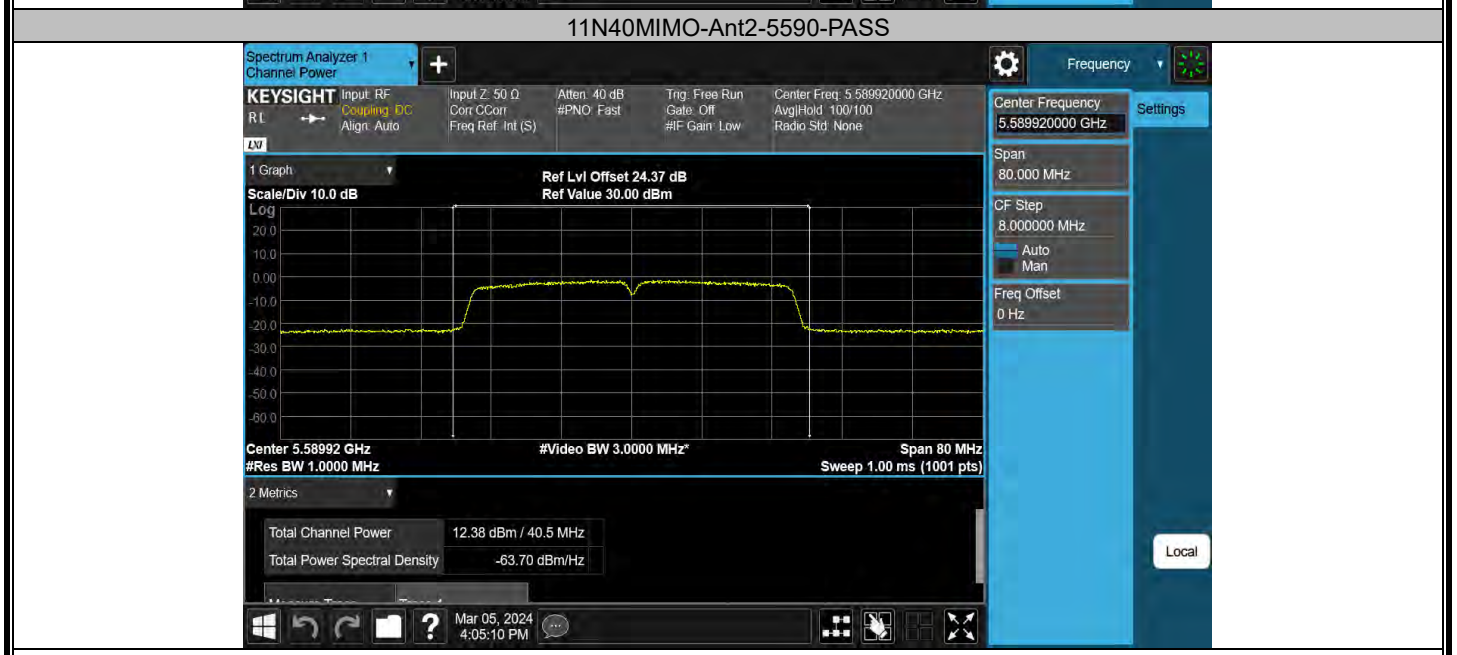 11N40MIMO-Ant2-5590-PASS
Spectrum Analyzer 1
Channel Power
+
Frequency
KEYSIGHT
RL
LXI
Input: RF
Coupling: DC
Align: Auto
Input Z: 50 Ω
Corr CCorr
Freq Ref: Int (S)
Atten: 40 dB
#PNO: Fast
Trig: Free Run
Gate: Off
#IF Gain: Low
Center Freq: 5.589920000 GHz
Avg|Hold: 100/100
Radio Std: None
Center Frequency
5.589920000 GHz
Settings
Span
80.000 MHz
CF Step
8.000000 MHz
Auto
Man
Freq Offset
0 Hz
1 Graph
Scale/Div 10.0 dB
Ref Lvl Offset 24.37 dB
Ref Value 30.00 dBm
Log
20.0
10.0
0.00
-10.0
-20.0
-30.0
-40.0
-50.0
-60.0
Center 5.58992 GHz
#Video BW 3.0000 MHz*
Span 80 MHz
#Res BW 1.0000 MHz
Sweep 1.00 ms (1001 pts)
2 Metrics
Total Channel Power
12.38 dBm / 40.5 MHz
Total Power Spectral Density
-63.70 dBm/Hz
Local
?
Mar 05, 2024
4:05:10 PM